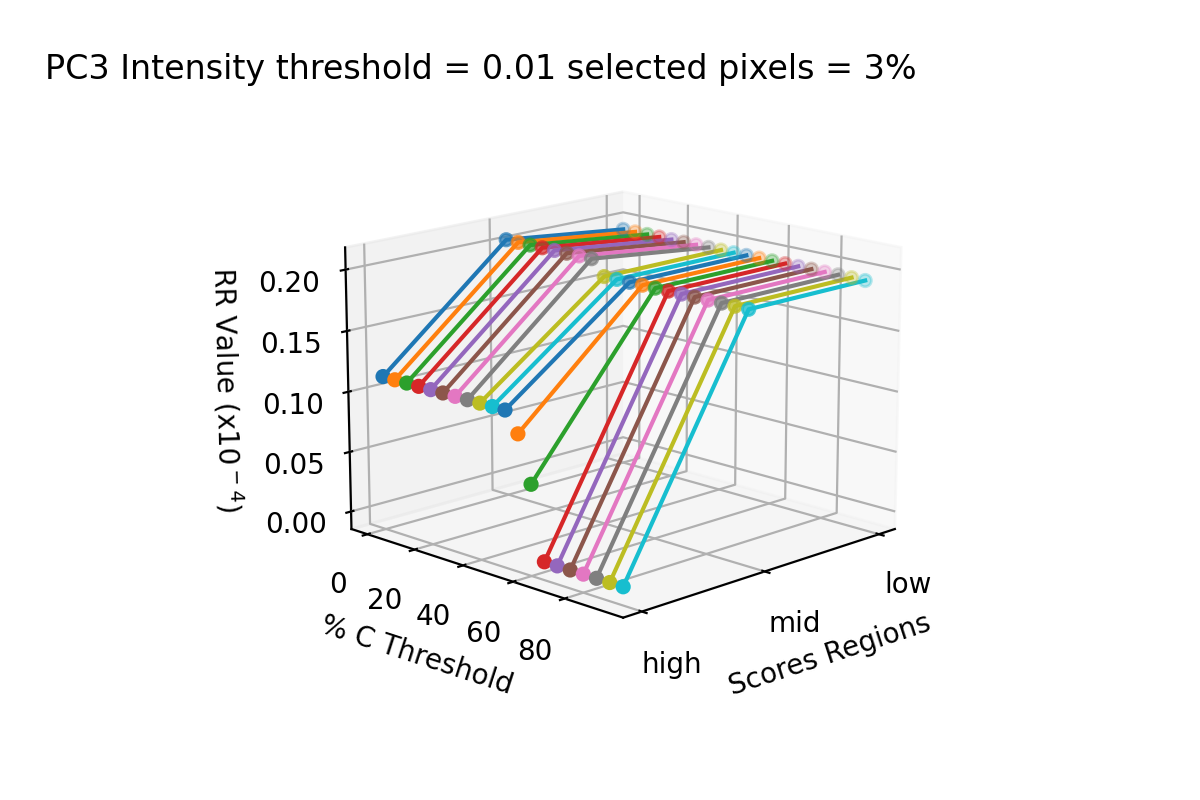 PC3 Intensity threshold = 0.01 selected pixels = 3%
RR Value (x10⁻⁴)
0.20
0.15
0.10
0.05
0.00
0
20
40
60
80
% C Threshold
high
mid
low
Scores Regions